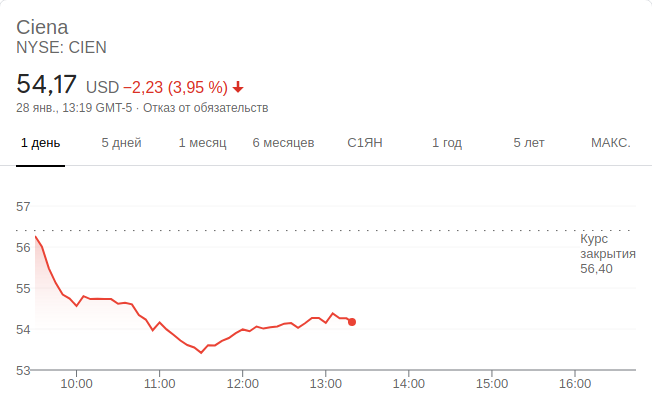 Ciena
NYSE: CIEN
54,17 USD −2,23 (3,95 %)
28 янв., 13:19 GMT-5 · Отказ от обязательств
1 день 5 дней 1 месяц 6 месяцев С1ЯН 1 год 5 лет МАКС.
57
56
55
54
53
Курс
закрытия
56,40
10:00 11:00 12:00 13:00 14:00 15:00 16:00